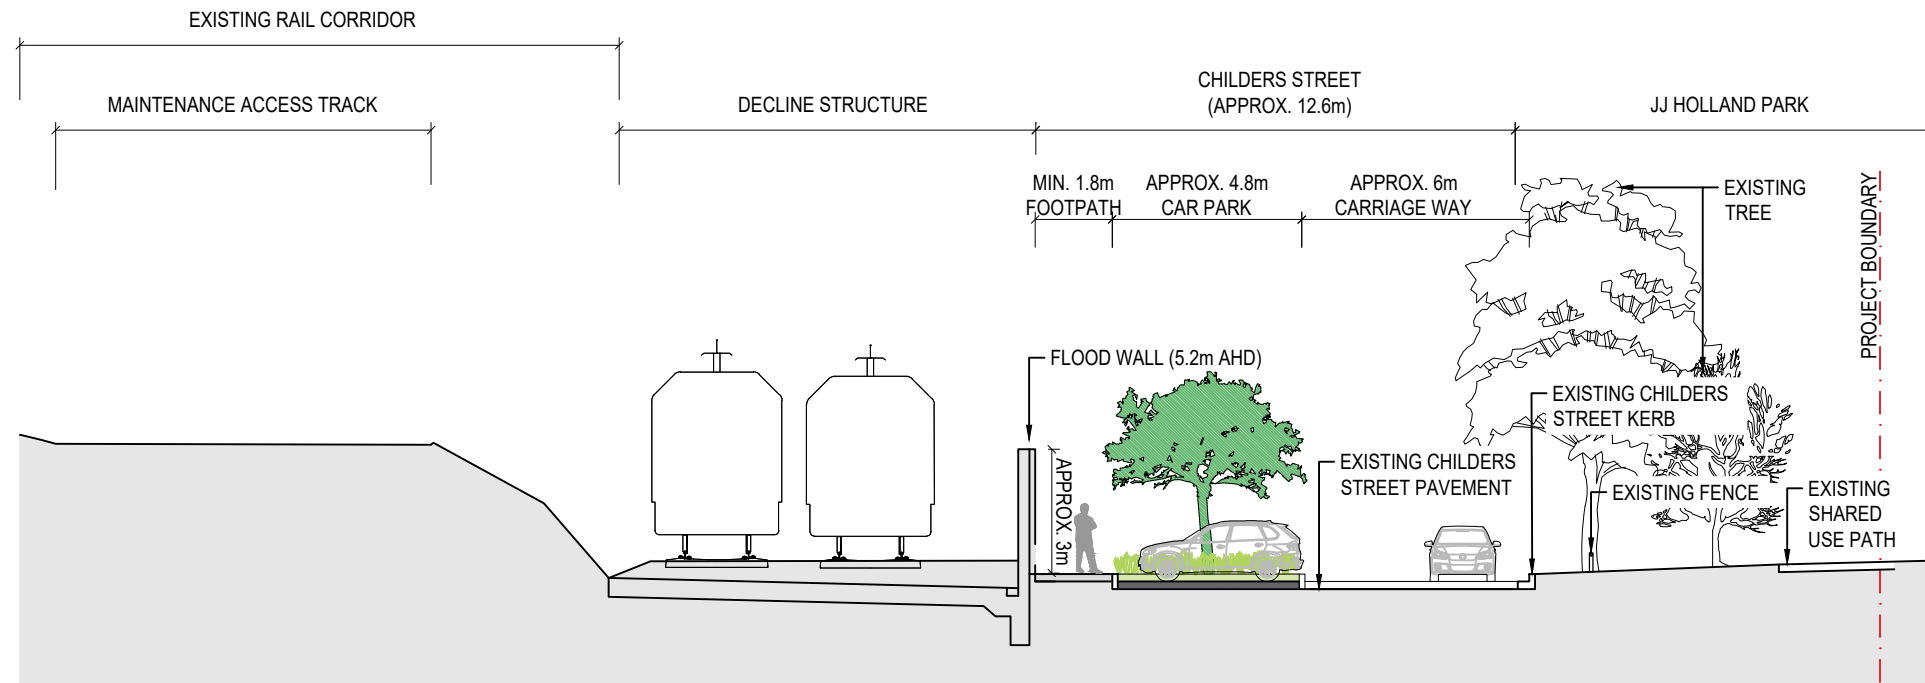 EXISTING RAIL CORRIDOR
MAINTENANCE ACCESS TRACK
DECLINE STRUCTURE
CHILDERS STREET
(APPROX. 12.6m)
JJ HOLLAND PARK
MIN. 1.8m
FOOTPATH
APPROX. 4.8m
CAR PARK
APPROX. 6m
CARRIAGE WAY
EXISTING
TREE
PROJECT BOUNDARY
FLOOD WALL (5.2m AHD)
APPROX. 3m
EXISTING CHILDERS
STREET KERB
EXISTING CHILDERS
STREET PAVEMENT
EXISTING FENCE
EXISTING
SHARED
USE PATH